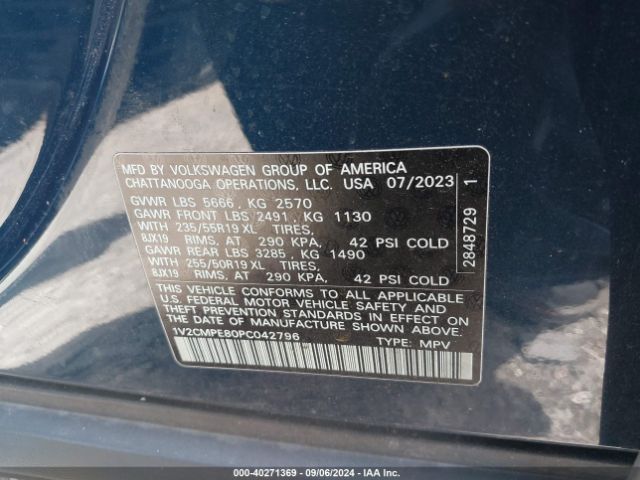 MFD BY VOLKSWAGEN GROUP OF AMERICA
CHATTANOOGA OPERATIONS, LLC. USA 07/2023
GVWR LBS 5666 , KG 2570
GAWR FRONT LBS 2491 , KG 1130
WITH 235/55R19 XL TIRES,
8JX19 RIMS, AT 290 KPA, 42 PSI COLD
GAWR REAR LBS 3285 , KG 1490
WITH 255/50R19 XL TIRES,
8JX19 RIMS, AT 290 KPA, 42 PSI COLD
THIS VEHICLE CONFORMS TO ALL APPLICABLE
U.S. FEDERAL MOTOR VEHICLE SAFETY AND
THEFT PREVENTION STANDARDS IN EFFECT ON THE
DATE OF MANUFACTURE SHOWN ABOVE.
1V2CMPE80PC042796 TYPE: MPV
2848729 1
000-40271369 - 09/06/2024 - IAA Inc.